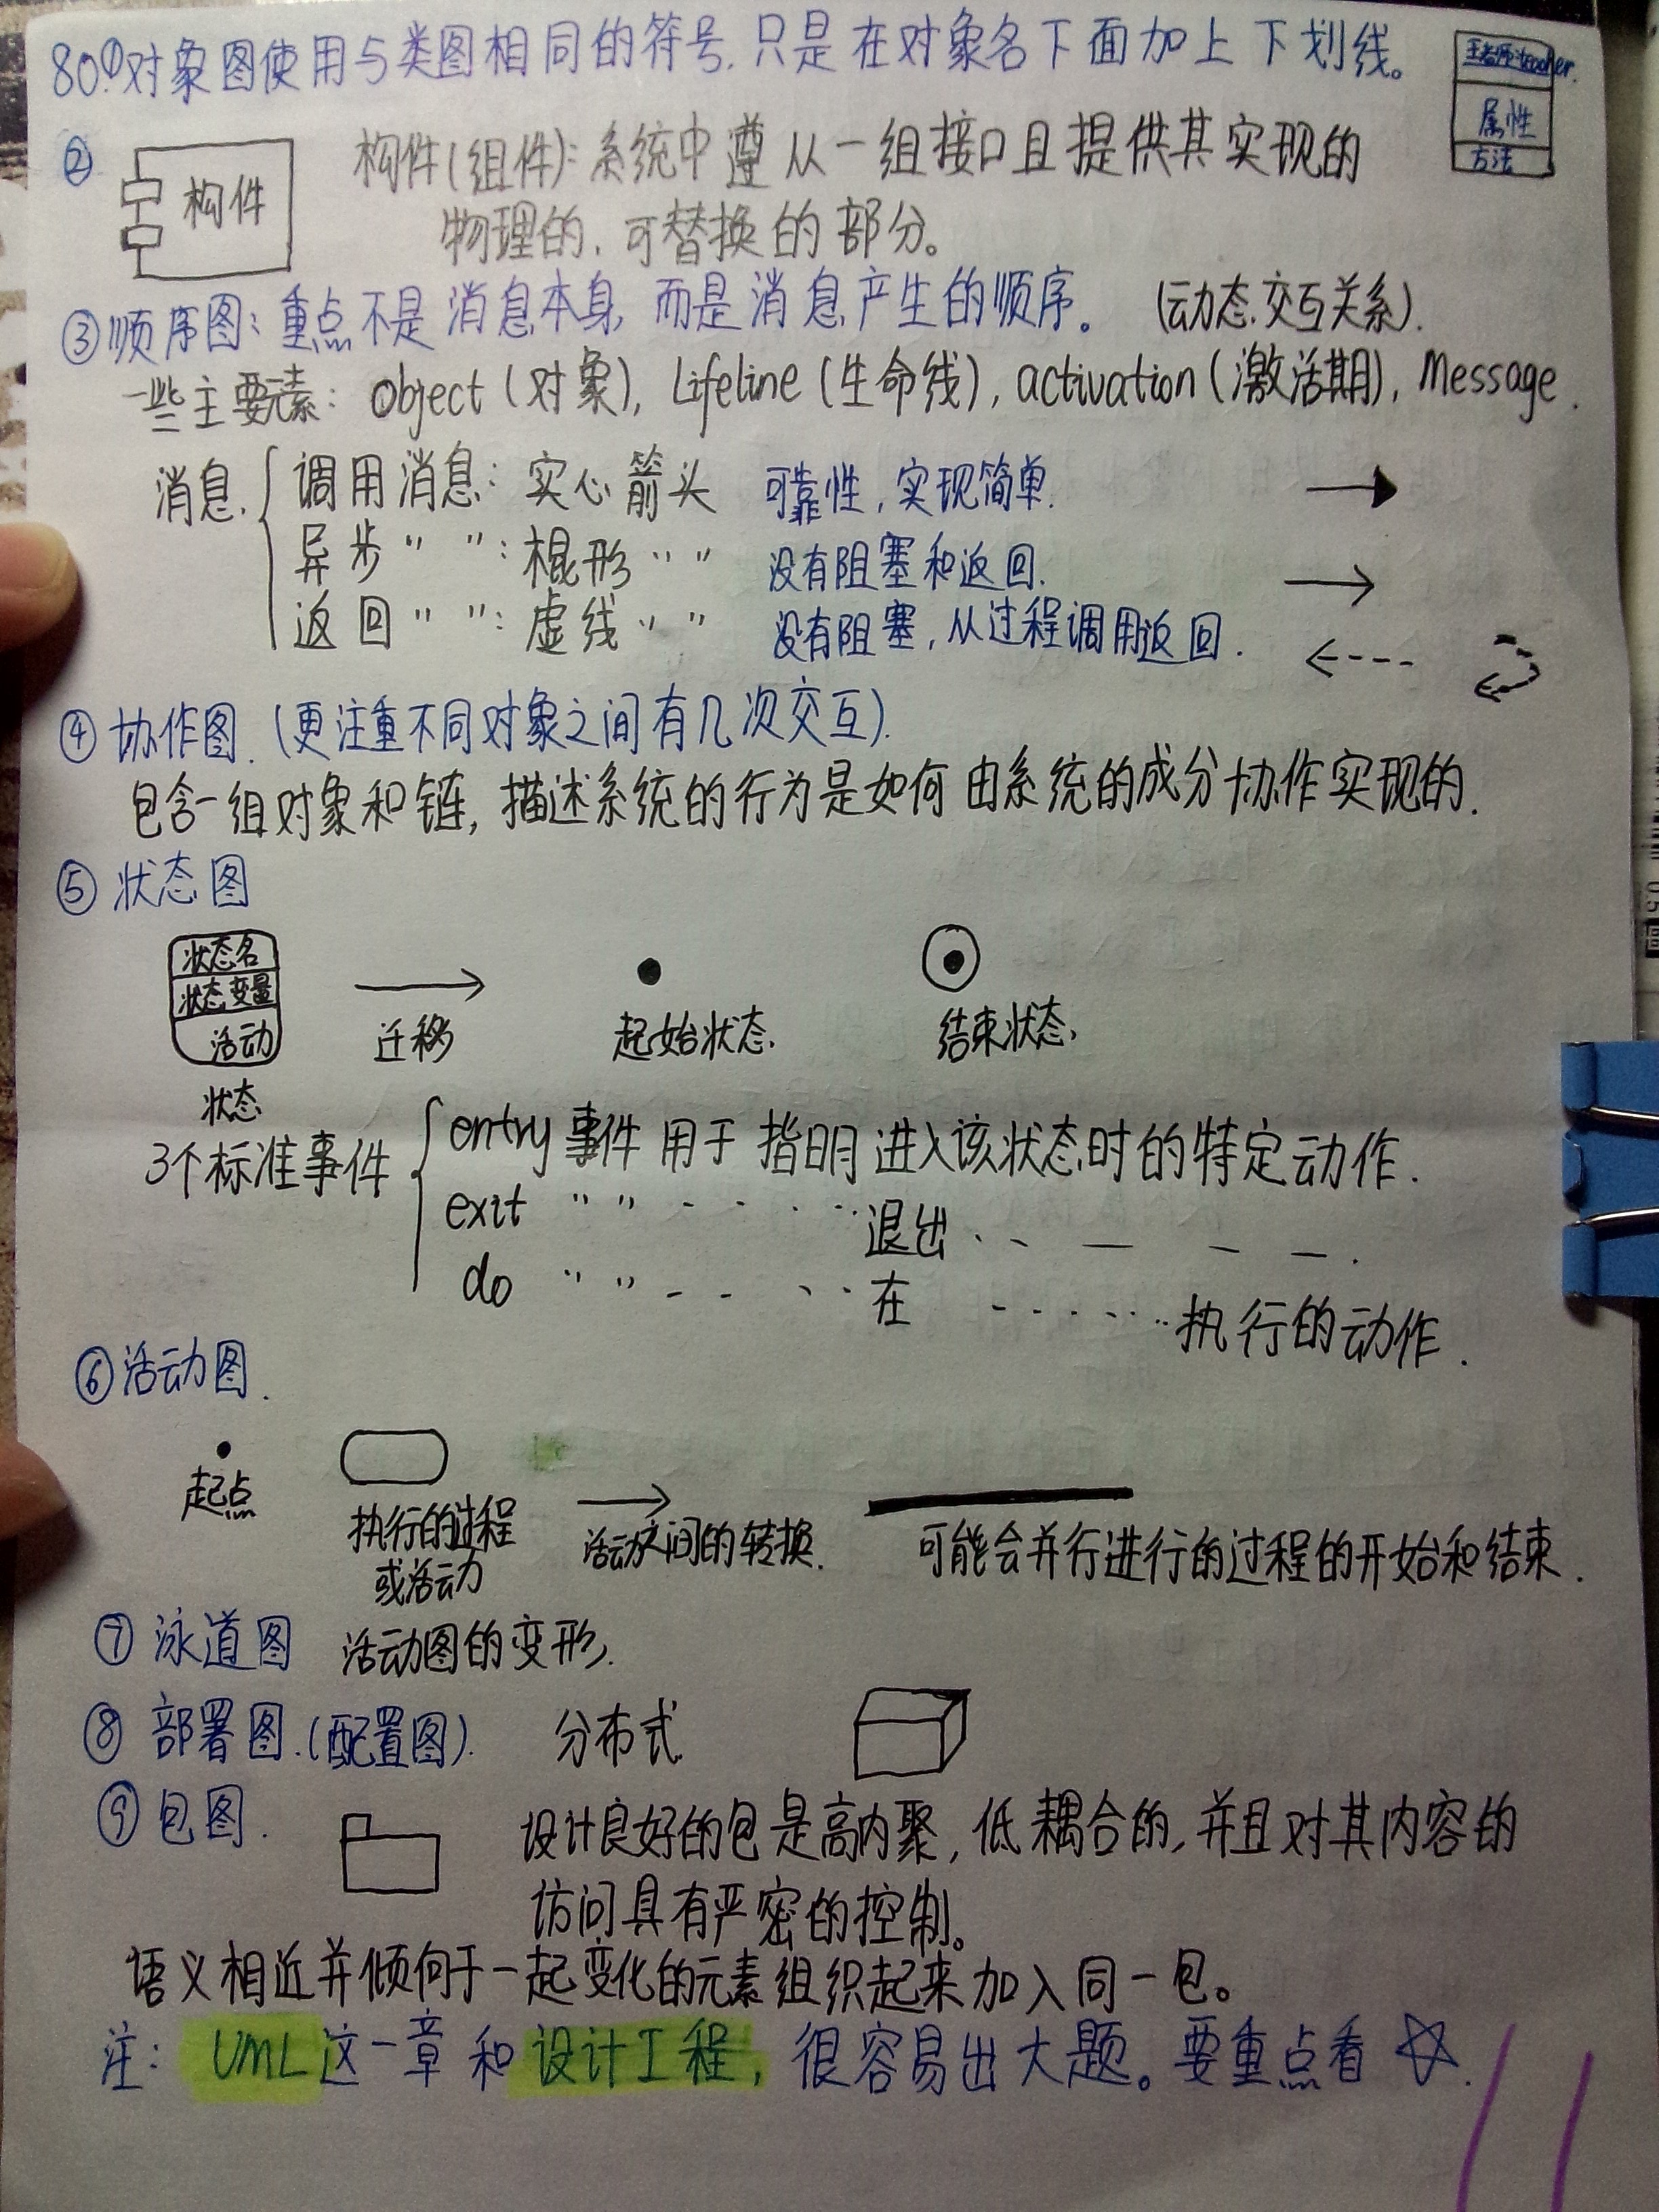 80.①对象图使用与类图相同的符号.只是在对象名下面加上下划线。
王老师:teacher.
属性
方法
② 构件 构件(组件):系统中遵从一组接口且提供其实现的
物理的.可替换的部分。
③顺序图:重点不是消息本身,而是消息产生的顺序。 (动态.交互关系).
一些主要元素: object(对象), Lifeline(生命线), activation(激活期), Message.
消息. 调用消息: 实心箭头 可靠性,实现简单.
异步 〃 〃: 棍形 〃 〃 没有阻塞和返回.
返回 〃 〃: 虚线 〃 〃 没有阻塞,从过程调用返回.
④ 协作图.(更注重不同对象之间有几次交互).
包含一组对象和链,描述系统的行为是如何由系统的成分协作实现的.
⑤ 状态图
状态名
状态变量
活动
状态 迁移 起始状态. 结束状态,
3个标准事件 entry 事件用于指明进入该状态时的特定动作.
exit 〃 〃 - - · · ·退出 · - — - - .
do 〃 〃 - - · · ·在 - - · · · ·执行的动作.
⑥活动图.
起点 执行的过程
或活动 活动之间的转换. 可能会并行进行的过程的开始和结束.
⑦ 泳道图 活动图的变形.
⑧ 部署图.(配置图). 分布式
⑨ 包图. 设计良好的包是高内聚,低耦合的,并且对其内容的
访问具有严密的控制。
语义相近并倾向于一起变化的元素组织起来加入同一包。
注: UML这一章和设计工程,很容易出大题。要重点看☆.